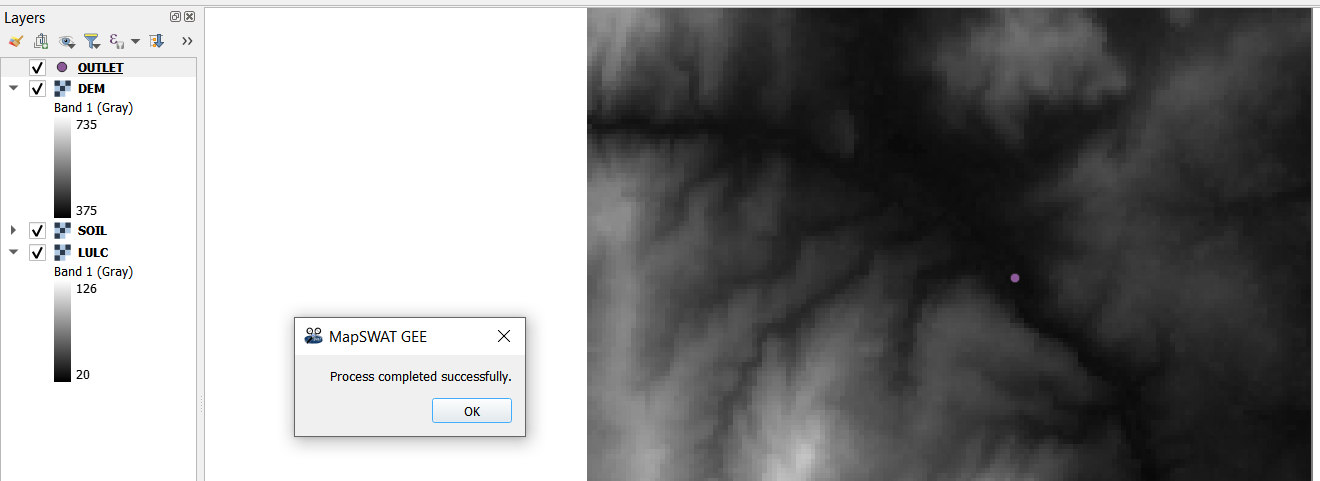 Layers
OUTLET
DEM
Band 1 (Gray)
735
375
SOIL
LULC
Band 1 (Gray)
126
20
MapSWAT GEE
Process completed successfully.
OK